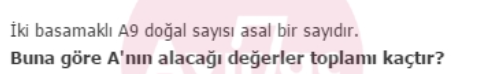 İki basamaklı A9 doğal sayısı asal bir sayıdır.
Buna göre A'nın alacağı değerler toplamı kaçtır?